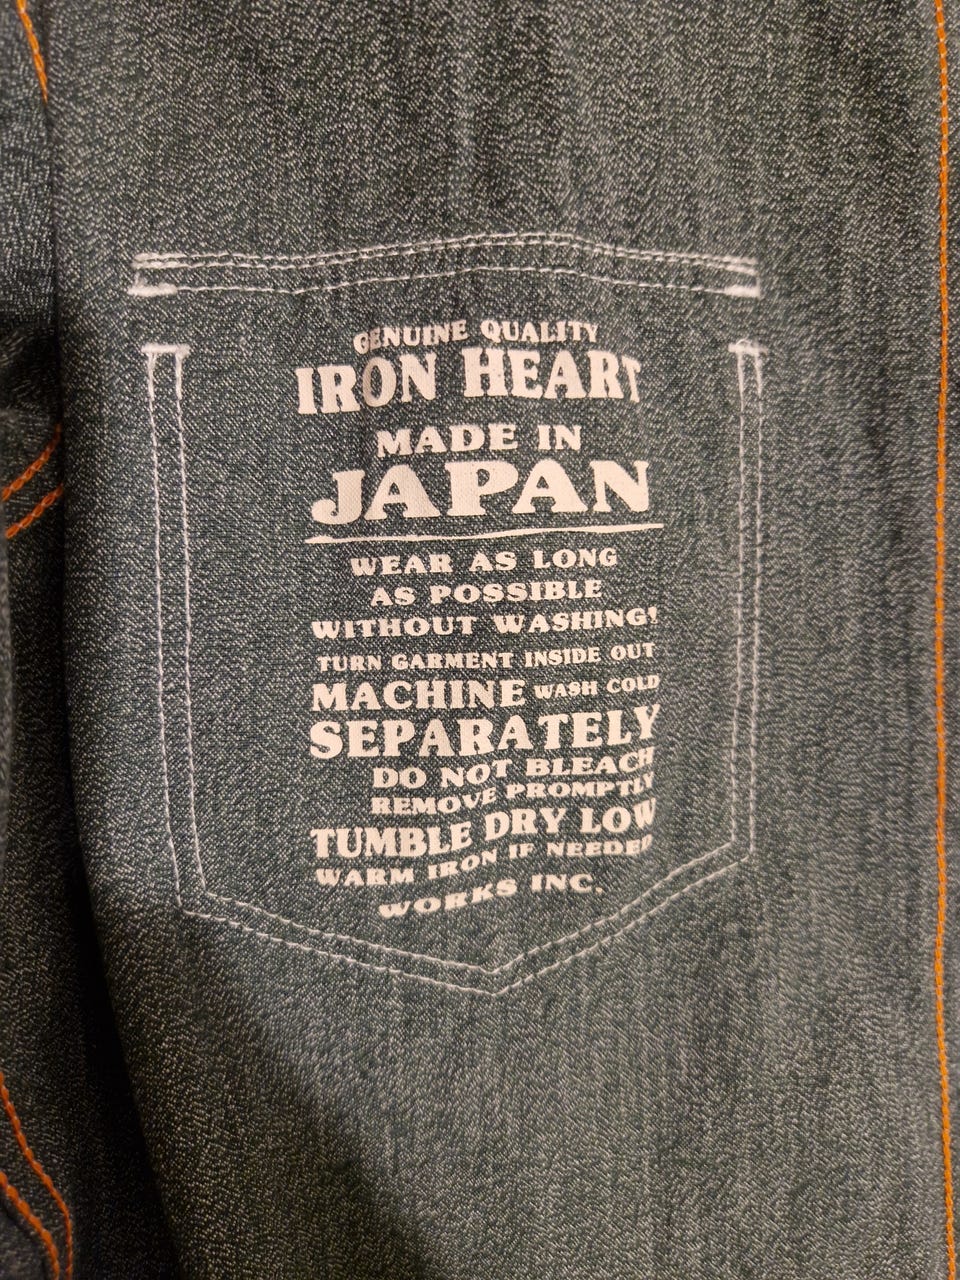 GENUINE QUALITY
IRON HEART
MADE IN
JAPAN
WEAR AS LONG
AS POSSIBLE
WITHOUT WASHING!
TURN GARMENT INSIDE OUT
MACHINE WASH COLD
SEPARATELY
DO NOT BLEACH
REMOVE PROMPTLY
TUMBLE DRY LOW
WARM IRON IF NEEDED
WORKS INC.